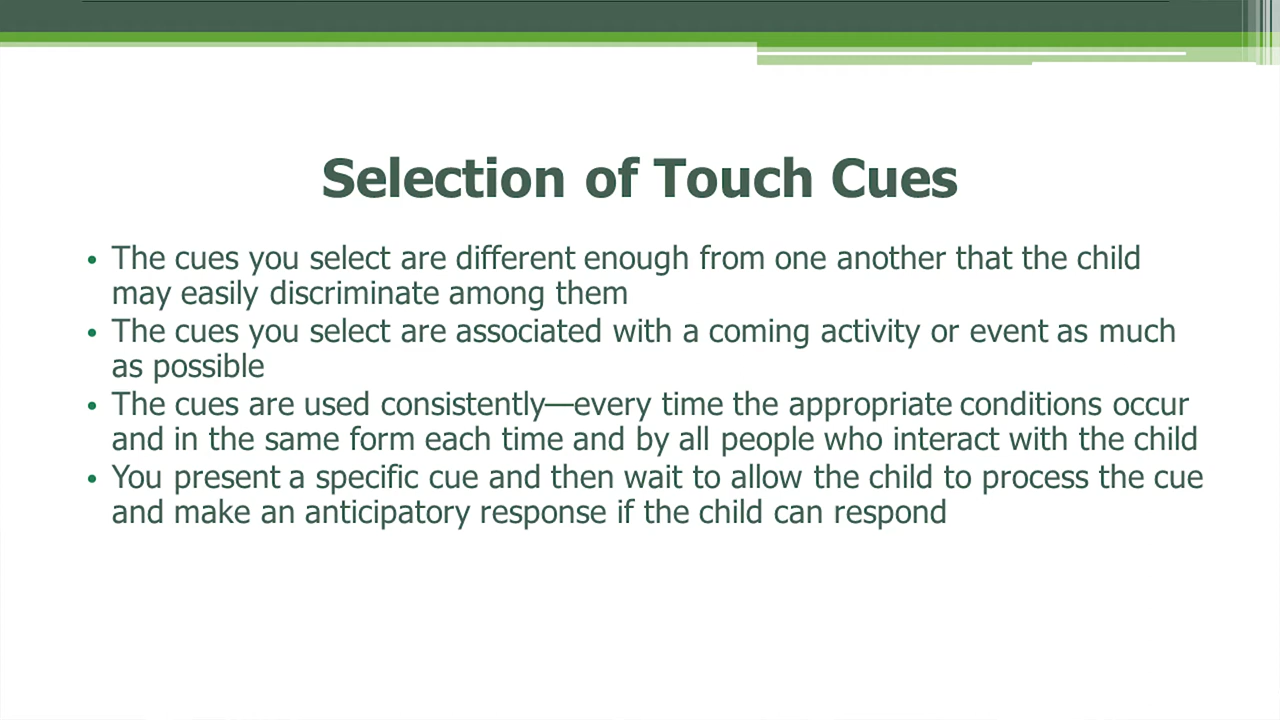 Selection of Touch Cues
• The cues you select are different enough from one another that the child
may easily discriminate among them
• The cues you select are associated with a coming activity or event as much
as possible
• The cues are used consistently—every time the appropriate conditions occur
and in the same form each time and by all people who interact with the child
• You present a specific cue and then wait to allow the child to process the cue
and make an anticipatory response if the child can respond